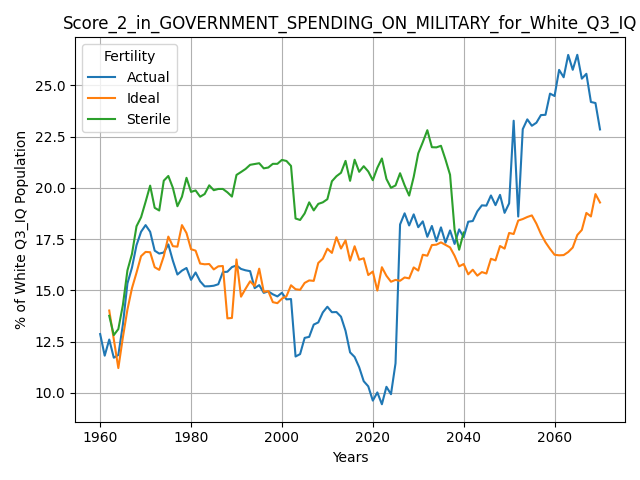 Score_2_in_GOVERNMENT_SPENDING_ON_MILITARY_for_White_Q3_IQ
Fertility
Actual
Ideal
Sterile
25.0
22.5
20.0
17.5
15.0
12.5
10.0
% of White Q3_IQ Population
1960 1980 2000 2020 2040 2060
Years